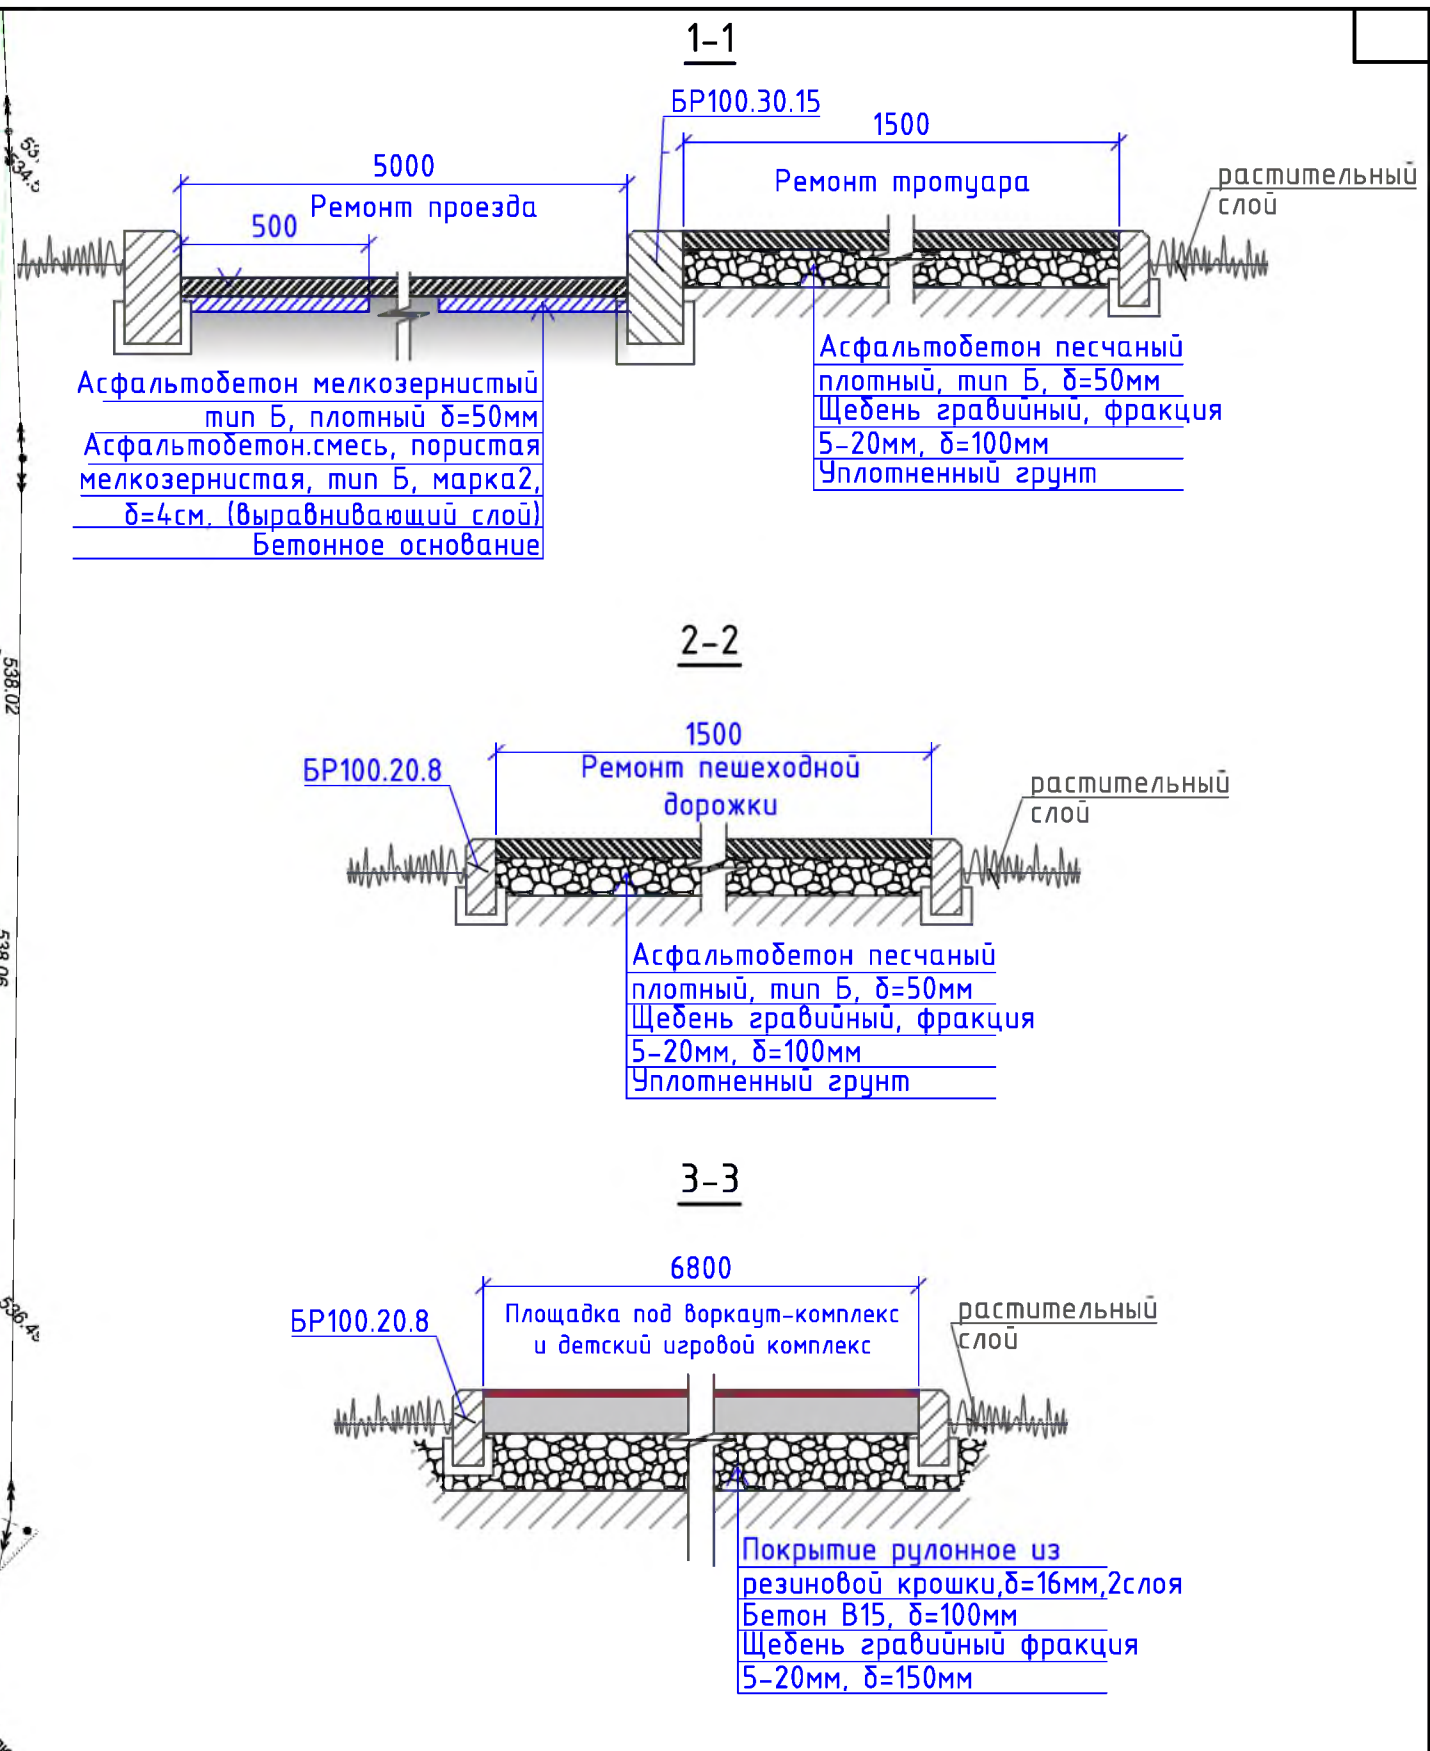 1-1
БР100.30.15
1500
5000
Ремонт тротуара
растительный
слой
Ремонт проезда
500
Асфальтобетон песчаный
плотный, тип Б, δ=50мм
Щебень гравийный, фракция
5-20мм, δ=100мм
Уплотненный грунт
Асфальтобетон мелкозернистый
тип Б, плотный δ=50мм
Асфальтобетон.смесь, пористая
мелкозернистая, тип Б, марка2,
δ=4см. (выравнивающий слой)
Бетонное основание
2-2
538.02
1500
БР100.20.8
Ремонт пешеходной
дорожки
растительный
слой
538.06
Асфальтобетон песчаный
плотный, тип Б, δ=50мм
Щебень гравийный, фракция
5-20мм, δ=100мм
Уплотненный грунт
3-3
6800
БР100.20.8
Площадка под воркаут-комплекс
и детский игровой комплекс
растительный
слой
Покрытие рулонное из
резиновой крошки,δ=16мм,2слоя
Бетон В15, δ=100мм
Щебень гравийный фракция
5-20мм, δ=150мм